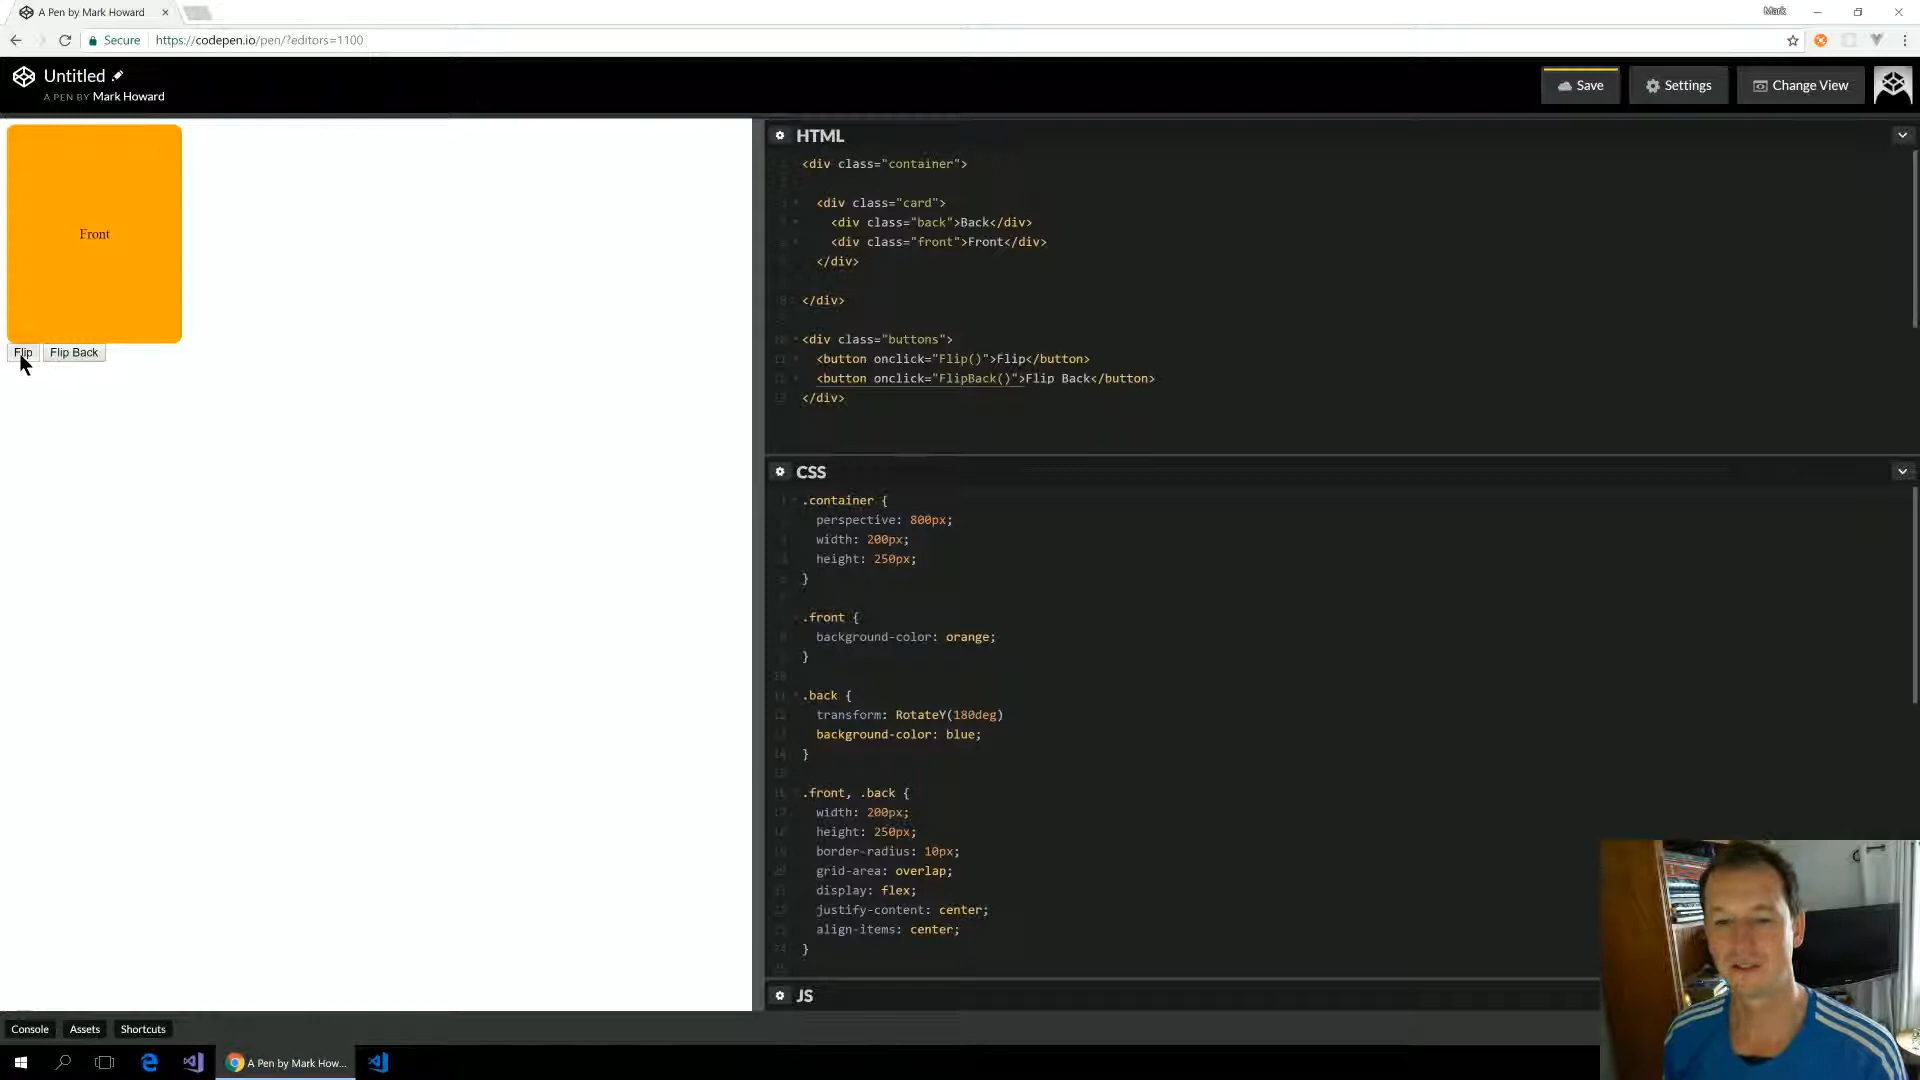 A Pen by Mark Howard
Mark
Secure
https://codepen.io/pen/?editors=1100
Untitled
A PEN BY Mark Howard
Save
Settings
Change View
Front
Flip
Flip Back
HTML
<div class="container">
<div class="card">
<div class="back">Back</div>
<div class="front">Front</div>
</div>
</div>
<div class="buttons">
<button onclick="Flip()">Flip</button>
<button onclick="FlipBack()">Flip Back</button>
</div>
CSS
.container {
perspective: 800px;
width: 200px;
height: 250px;
}
.front {
background-color: orange;
}
.back {
transform: RotateY(180deg)
background-color: blue;
}
.front, .back {
width: 200px;
height: 250px;
border-radius: 10px;
grid-area: overlap;
display: flex;
justify-content: center;
align-items: center;
}
JS
Console
Assets
Shortcuts
A Pen by Mark How...